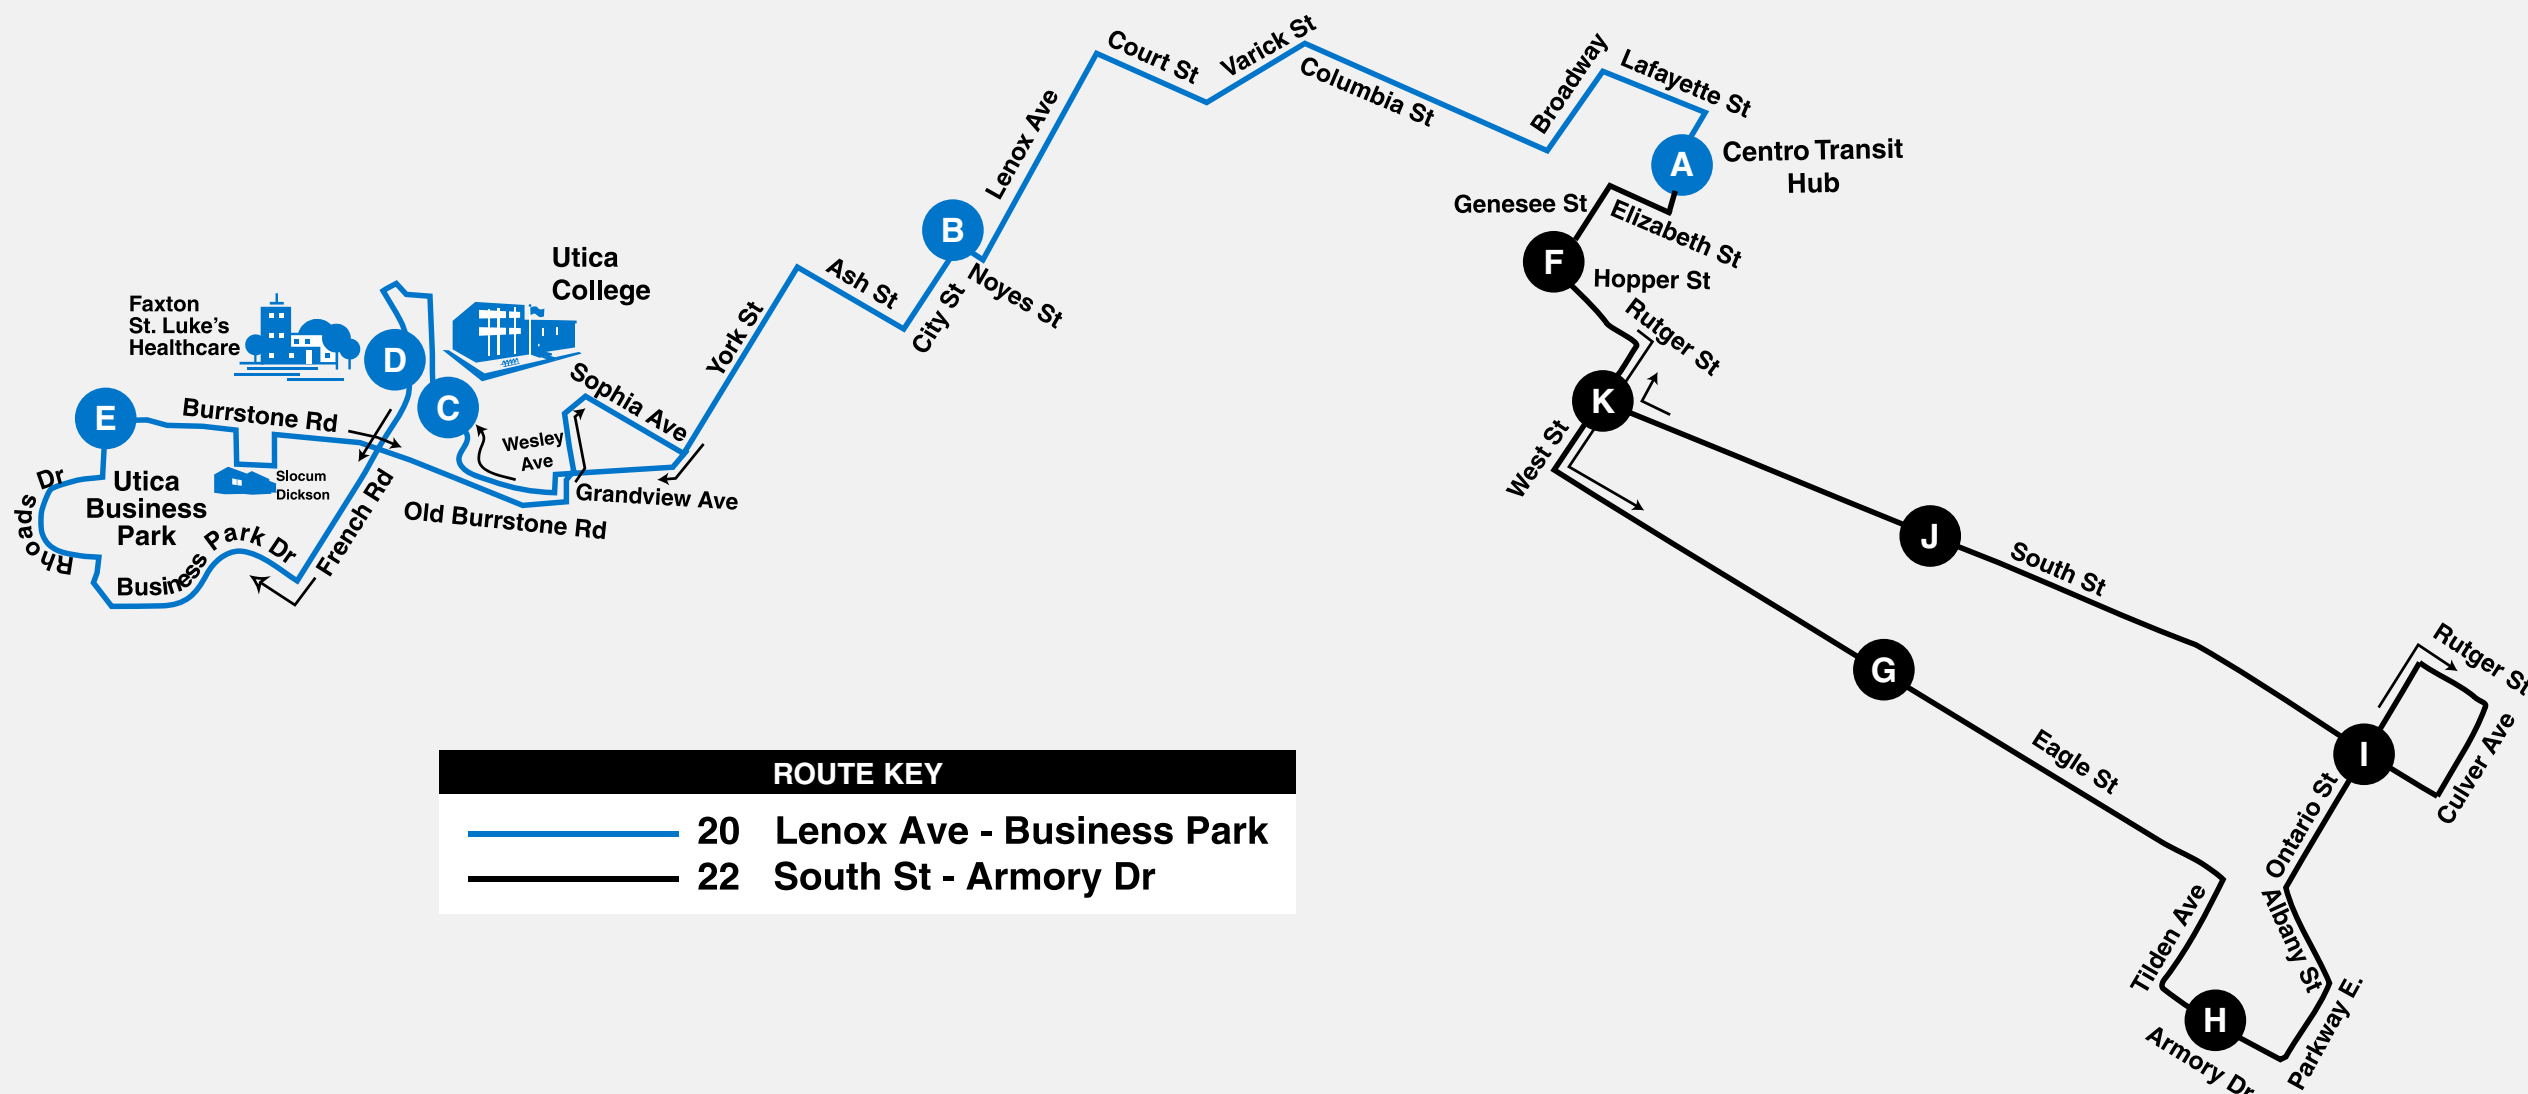 Court St
Varick St
Columbia St
Broadway
Lafayette St
A
Centro Transit
Hub
Lenox Ave
B
Noyes St
City St
Ash St
York St
Genesee St
Elizabeth St
F
Hopper St
Rutger St
K
West St
Utica
College
Faxton
St. Luke's
Healthcare
D
C
Sophia Ave
Wesley
Ave
E
Burrstone Rd
Slocum
Dickson
Grandview Ave
Old Burrstone Rd
French Rd
Utica
Business
Park
Rhoads Dr
Business Park Dr
J
South St
G
Eagle St
Rutger St
I
Culver Ave
Ontario St
Albany St
Tilden Ave
H
Armory Dr
Parkway E.
ROUTE KEY
20 Lenox Ave - Business Park
22 South St - Armory Dr